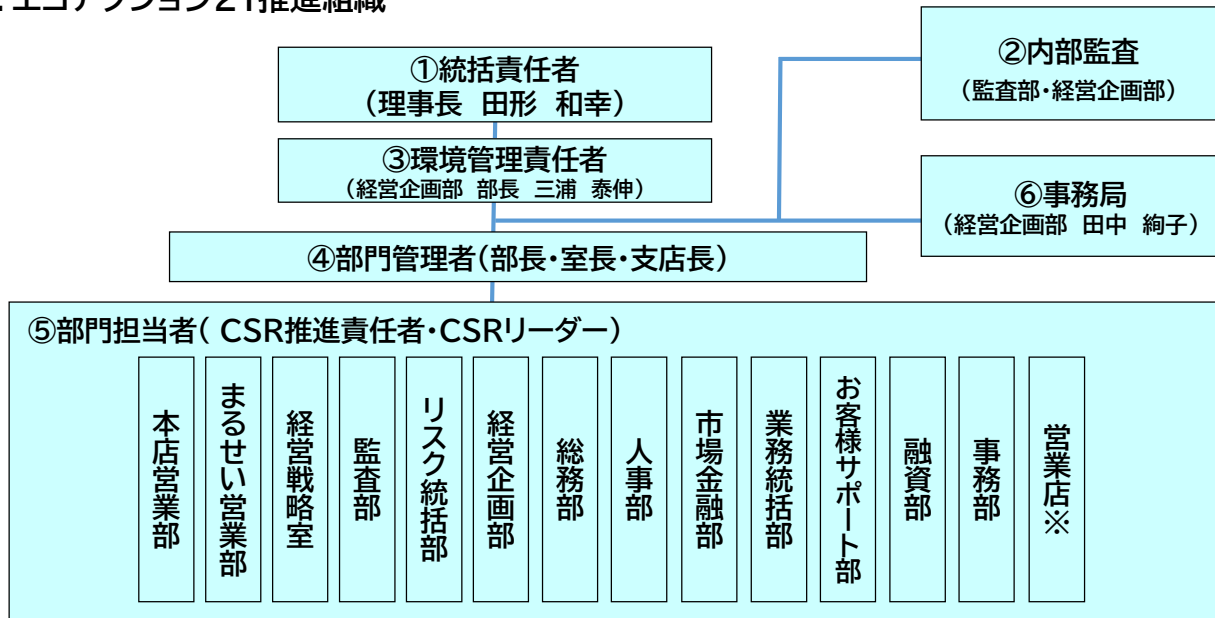 エコアクション21推進組織
①統括責任者
（理事長 田形 和幸）
②内部監査
（監査部・経営企画部）
③環境管理責任者
（経営企画部 部長 三浦 泰伸）
⑥事務局
（経営企画部 田中 絢子）
④部門管理者（部長・室長・支店長）
⑤部門担当者（ CSR推進責任者・CSRリーダー）
本店営業部
まるせい営業部
経営戦略室
監査部
リスク統括部
経営企画部
総務部
人事部
市場金融部
業務統括部
お客様サポート部
融資部
事務部
営業店※